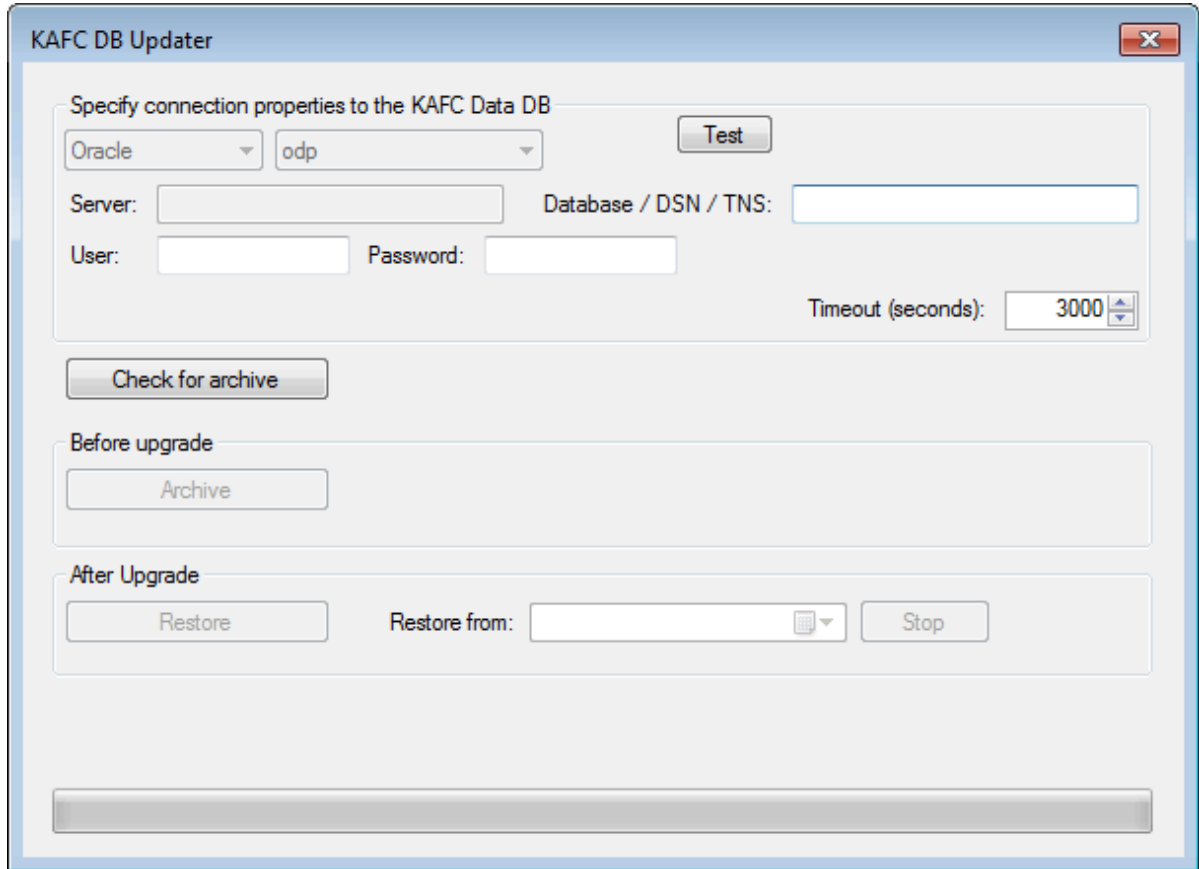 KAFC DB Updater
Specify connection properties to the KAFC Data DB
Oracle odp Test
Server: Database / DSN / TNS:
User: Password:
Timeout (seconds): 3000
Check for archive
Before upgrade
Archive
After Upgrade
Restore Restore from: Stop